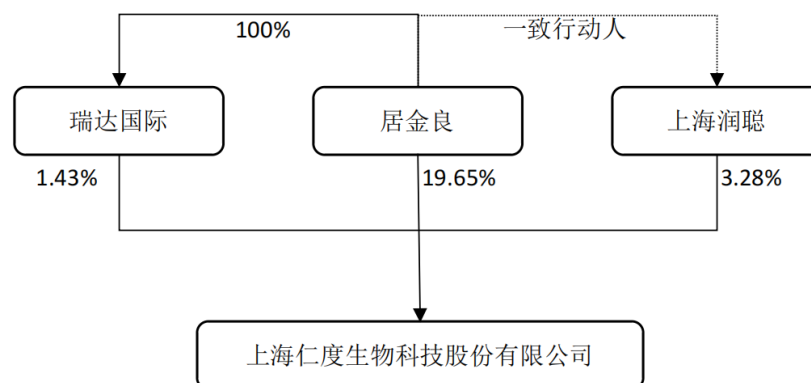 100%
一致行动人
瑞达国际
居金良
上海润聪
1.43%
19.65%
3.28%
上海仁度生物科技股份有限公司